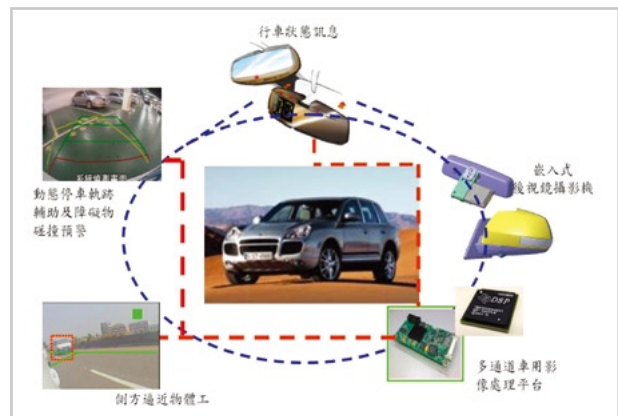 行車狀態訊息
動態停車軌跡
輔助及障礙物
碰撞預警
嵌入式
後視鏡攝影機
DSP
多通道車用影
像處理平台
側方逼近物體工